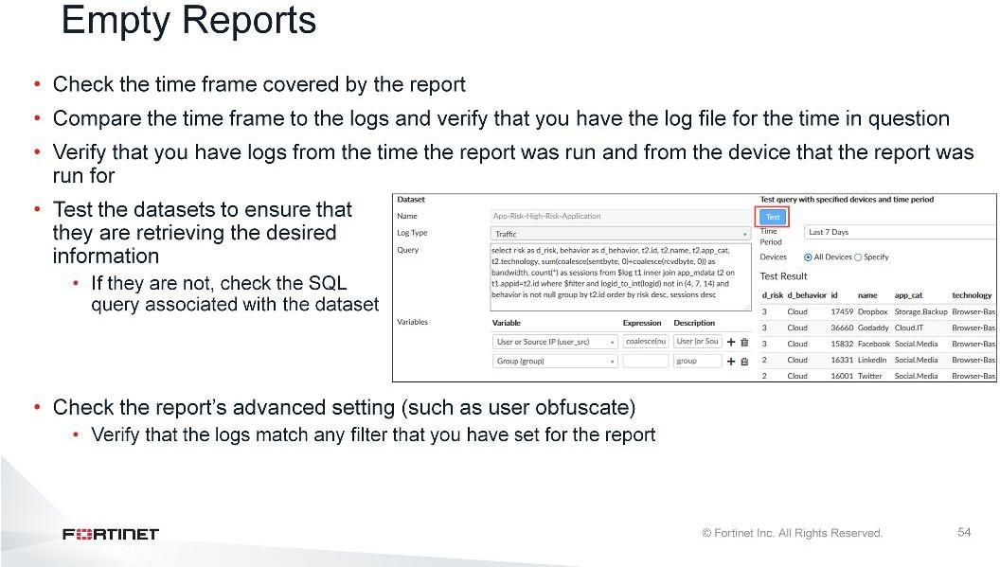 Empty Reports
• Check the time frame covered by the report
• Compare the time frame to the logs and verify that you have the log file for the time in question
• Verify that you have logs from the time the report was run and from the device that the report was
run for
• Test the datasets to ensure that
they are retrieving the desired
information
• If they are not, check the SQL
query associated with the dataset
Dataset
Name App-Risk-High-Risk-Application
Log Type Traffic
Query
select risk as d_risk, behavior as d_behavior, t2.id, t2.name, t2.app_cat,
t2.technology, sum(coalesce(sentbyte, 0)+coalesce(rcvdbyte, 0)) as
bandwidth, count(*) as sessions from $log t1 inner join app_mdata t2 on
t1.appid=t2.id where $filter and logid_to_int(logid) not in (4, 7, 14) and
behavior is not null group by t2.id order by risk desc, sessions desc
Variables Variable Expression Description
User or Source IP (user_src) coalesce(nu User (or Sou
Group (group) group
Test query with specified devices and time period
Test
Time
Period
Last 7 Days
Devices All Devices Specify
Test Result
d_risk d_behavior id name app_cat technology
3 Cloud 17459 Dropbox Storage.Backup Browser-Bas
3 Cloud 36660 Godaddy Cloud.IT Browser-Bas
3 Cloud 15832 Facebook Social.Media Browser-Bas
2 Cloud 16331 LinkedIn Social.Media Browser-Bas
2 Cloud 16001 Twitter Social.Media Browser-Bas
• Check the report's advanced setting (such as user obfuscate)
• Verify that the logs match any filter that you have set for the report
FORTINET
© Fortinet Inc. All Rights Reserved.
54